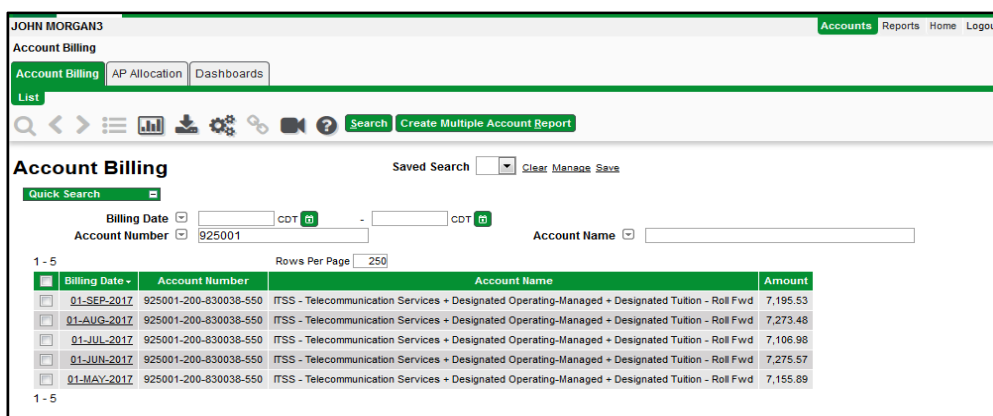 JOHN MORGAN3 Accounts Reports Home Logou
Account Billing
Account Billing AP Allocation Dashboards
List
Search Create Multiple Account Report
Account Billing Saved Search Clear Manage Save
Quick Search
Billing Date CDT - CDT
Account Number 925001 Account Name
1 - 5 Rows Per Page 250
Billing Date Account Number Account Name Amount
01-SEP-2017 925001-200-830038-550 ITSS - Telecommunication Services + Designated Operating-Managed + Designated Tuition - Roll Fwd 7,195.53
01-AUG-2017 925001-200-830038-550 ITSS - Telecommunication Services + Designated Operating-Managed + Designated Tuition - Roll Fwd 7,273.48
01-JUL-2017 925001-200-830038-550 ITSS - Telecommunication Services + Designated Operating-Managed + Designated Tuition - Roll Fwd 7,106.98
01-JUN-2017 925001-200-830038-550 ITSS - Telecommunication Services + Designated Operating-Managed + Designated Tuition - Roll Fwd 7,275.57
01-MAY-2017 925001-200-830038-550 ITSS - Telecommunication Services + Designated Operating-Managed + Designated Tuition - Roll Fwd 7,155.89
1 - 5